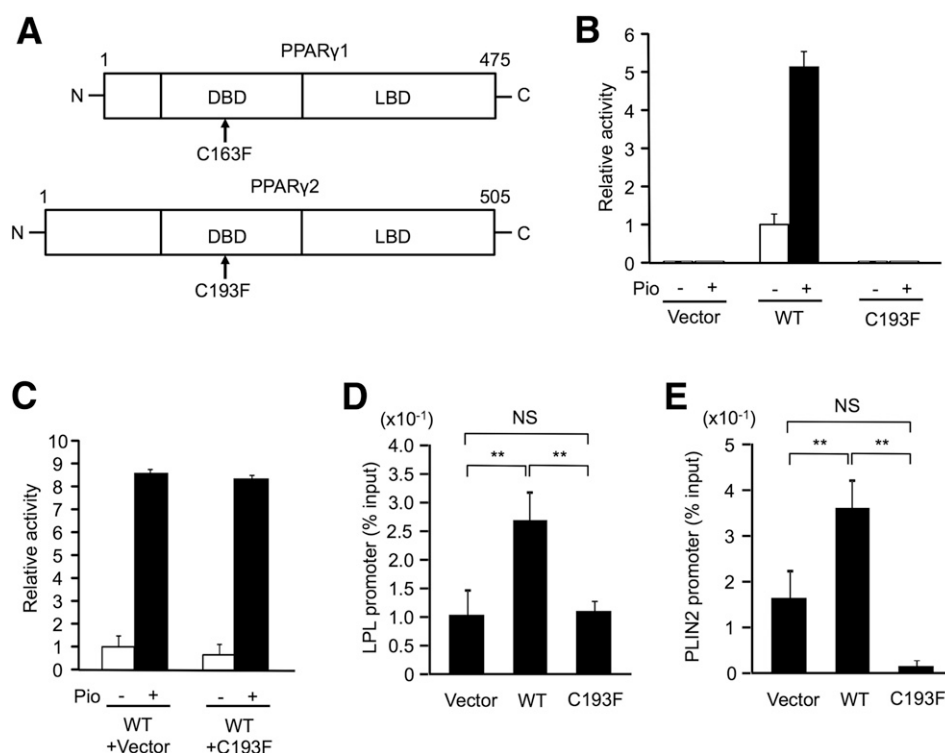 A
PPARγ1
1
475
N
DBD
LBD
C
C163F
PPARγ2
1
505
N
DBD
LBD
C
C193F
B
Relative activity
6
5
4
3
2
1
0
Pio - + - + - +
Vector WT C193F
C
Relative activity
10
9
8
7
6
5
4
3
2
1
0
Pio - + - +
WT WT
+Vector +C193F
D
(x10-1)
NS
** **
LPL promoter (% input)
3.5
3.0
2.5
2.0
1.5
1.0
0.5
0
Vector WT C193F
E
(x10-1)
NS
** **
PLIN2 promoter (% input)
5
4
3
2
1
0
Vector WT C193F